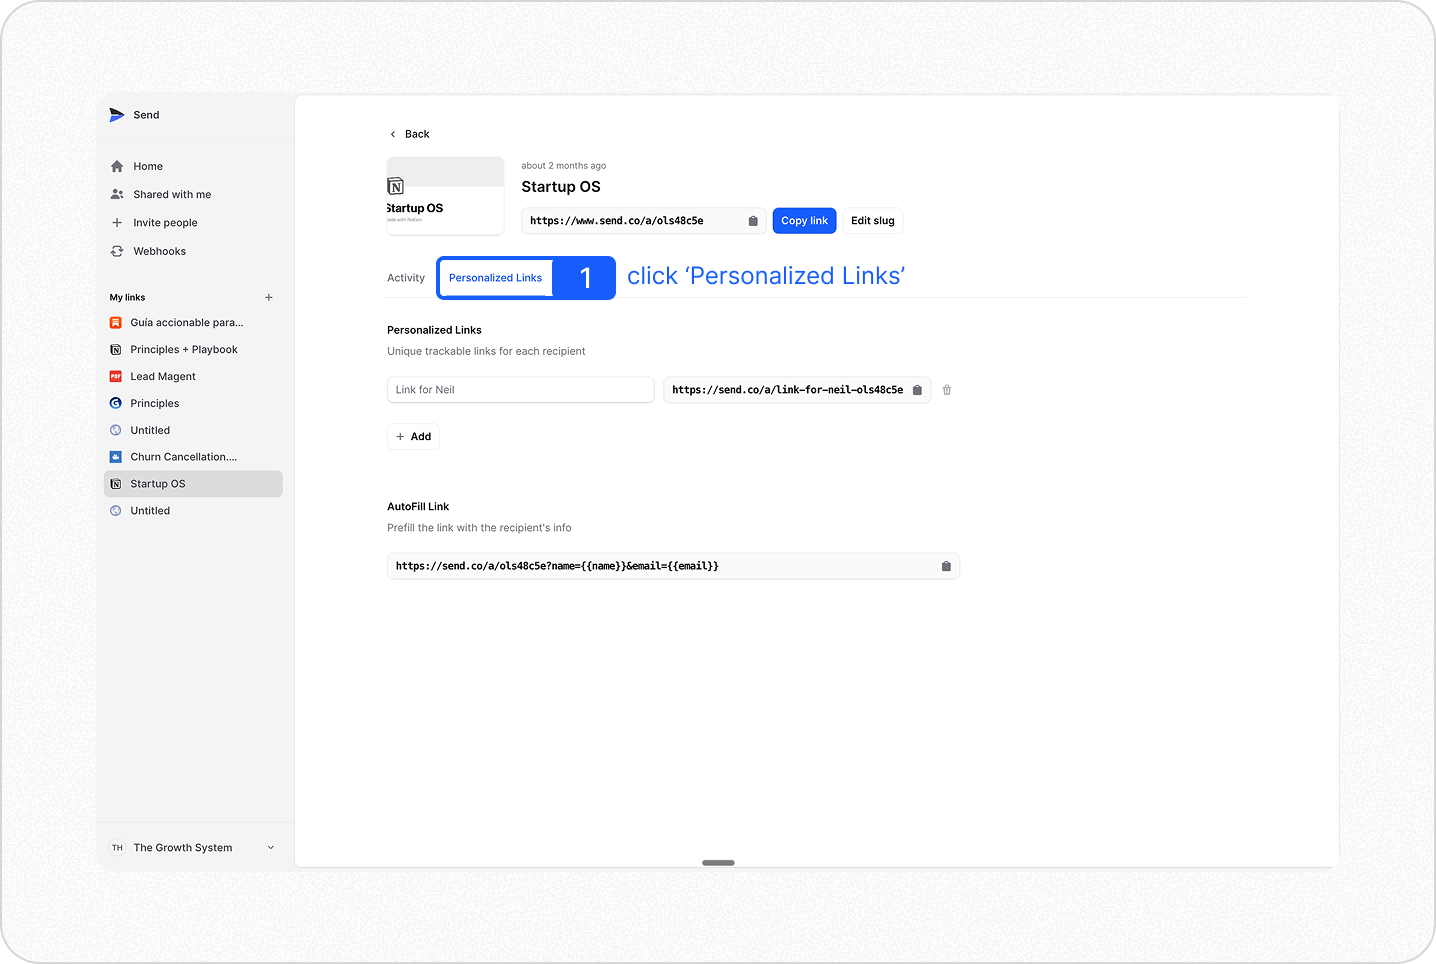 Send
Home
Shared with me
Invite people
Webhooks
My links
Guía accionable para...
Principles + Playbook
PDF
Lead Magent
Principles
Untitled
Churn Cancellation....
Startup OS
Untitled
TH
The Growth System
Back
Startup OS
about 2 months ago
Startup OS
https://www.send.co/a/ols48c5e
Copy link
Edit slug
Activity
Personalized Links
1
click ‘Personalized Links’
Personalized Links
Unique trackable links for each recipient
Link for Neil
https://send.co/a/link-for-neil-ols48c5e
+ Add
AutoFill Link
Prefill the link with the recipient's info
https://send.co/a/ols48c5e?name={{name}}&email={{email}}